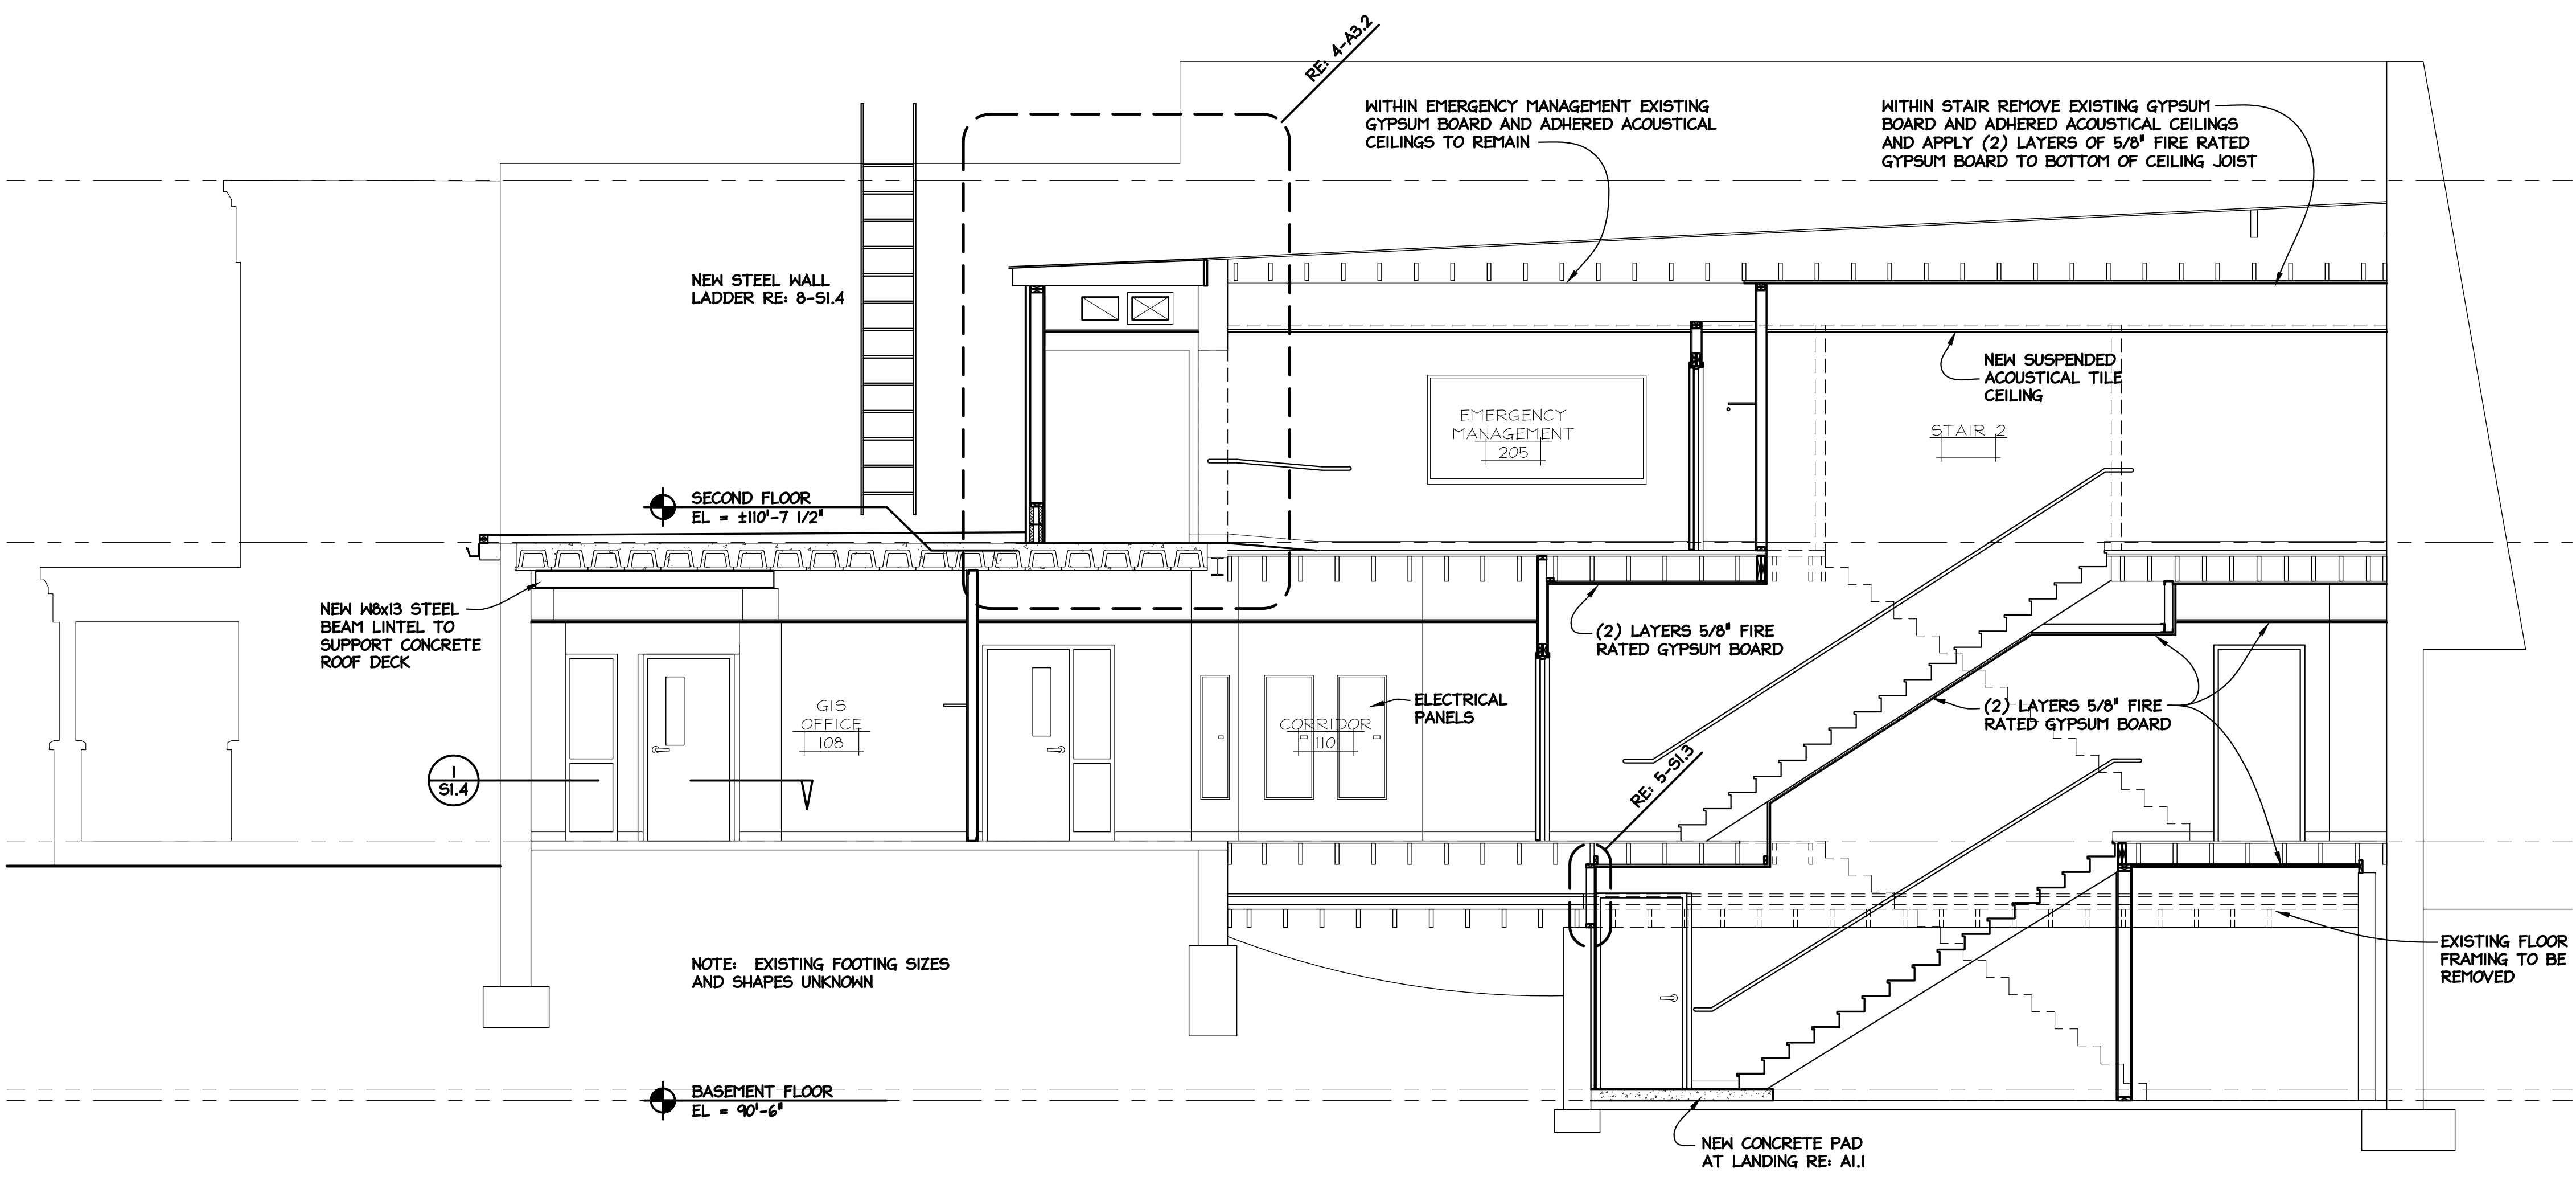 RE: 4-A3.2
WITHIN EMERGENCY MANAGEMENT EXISTING
GYPSUM BOARD AND ADHERED ACOUSTICAL
CEILINGS TO REMAIN
WITHIN STAIR REMOVE EXISTING GYPSUM
BOARD AND ADHERED ACOUSTICAL CEILINGS
AND APPLY (2) LAYERS OF 5/8" FIRE RATED
GYPSUM BOARD TO BOTTOM OF CEILING JOIST
NEW STEEL WALL
LADDER RE: 8-S1.4
NEW SUSPENDED
ACOUSTICAL TILE
CEILING
EMERGENCY
MANAGEMENT
205
STAIR 2
SECOND FLOOR
EL = ±110'-7 1/2"
NEW W8x13 STEEL
BEAM LINTEL TO
SUPPORT CONCRETE
ROOF DECK
(2) LAYERS 5/8" FIRE
RATED GYPSUM BOARD
GIS
OFFICE
108
ELECTRICAL
PANELS
CORRIDOR
110
(2) LAYERS 5/8" FIRE
RATED GYPSUM BOARD
1
S1.4
RE: 5-S1.3
NOTE: EXISTING FOOTING SIZES
AND SHAPES UNKNOWN
EXISTING FLOOR
FRAMING TO BE
REMOVED
BASEMENT FLOOR
EL = 90'-6"
NEW CONCRETE PAD
AT LANDING RE: A1.1